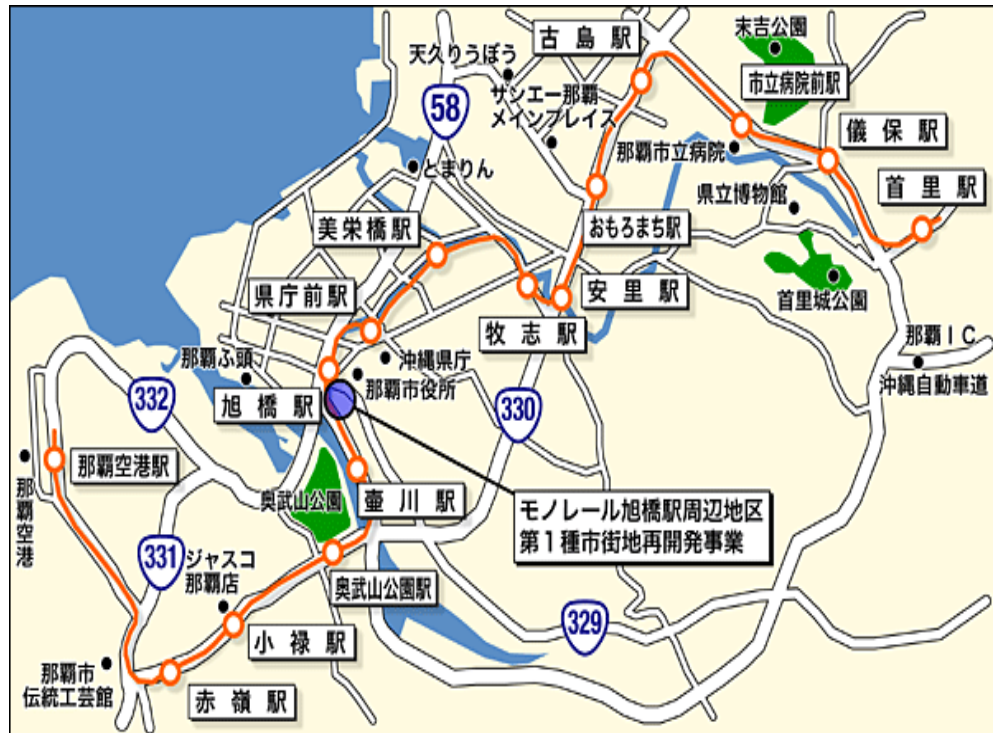 末吉公園
古島駅
天久りうぼう
市立病院前駅
サンエー那覇
メインプレイス
58
儀保駅
那覇市立病院
とまりん
首里駅
県立博物館
美栄橋駅
おもろまち駅
県庁前駅
安里駅
首里城公園
牧志駅
那覇IC
沖縄自動車道
那覇ふ頭
沖縄県庁
那覇市役所
332
旭橋駅
330
那覇空港駅
那覇空港
奥武山公園
壷川駅
モノレール旭橋駅周辺地区
第1種市街地再開発事業
331
ジャスコ
那覇店
奥武山公園駅
329
小禄駅
那覇市
伝統工芸館
赤嶺駅